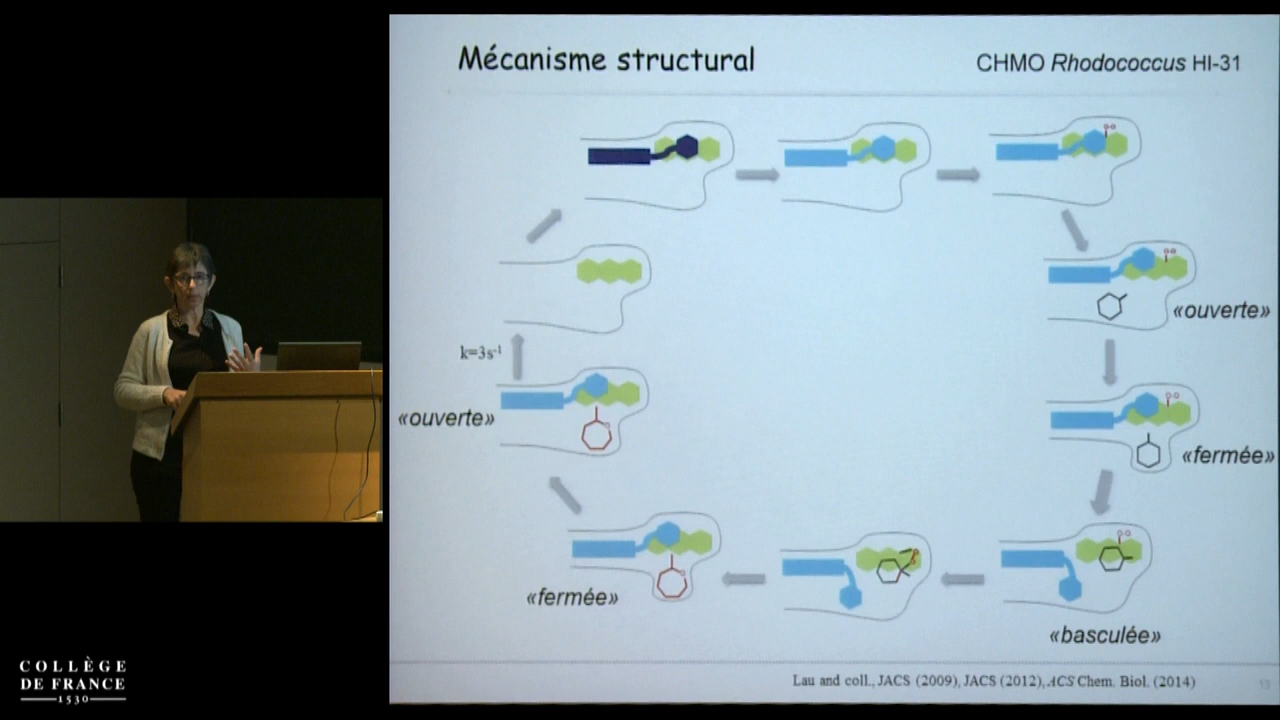 Mécanisme structural
CHMO Rhodococcus HI-31
«ouverte»
k=3s-1
«ouverte»
«fermée»
«fermée»
«basculée»
Lau and coll., JACS (2009), JACS (2012), ACS Chem. Biol. (2014)
13
COLLÈGE
DE FRANCE
1530